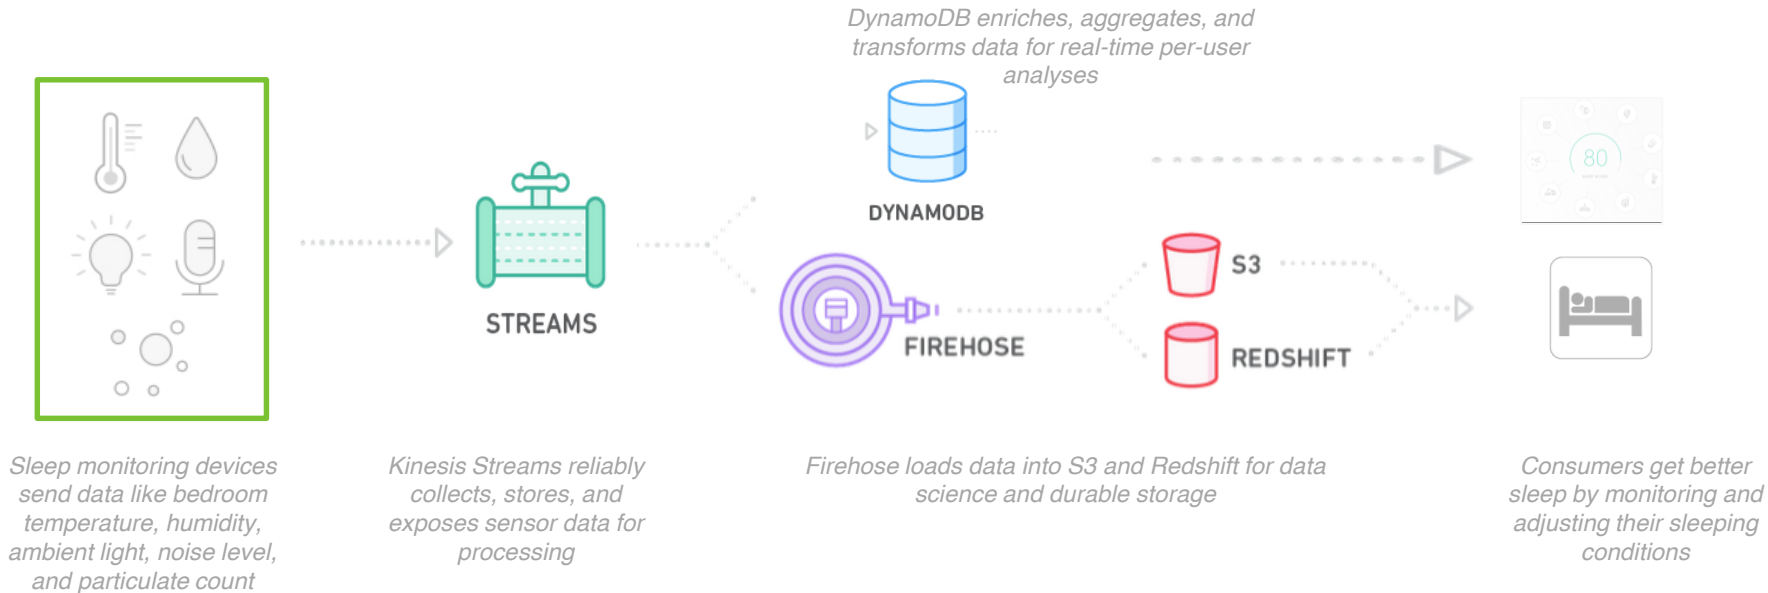 DynamoDB enriches, aggregates, and
transforms data for real-time per-user
analyses
DYNAMODB
80
STREAMS
FIREHOSE
S3
REDSHIFT
Sleep monitoring devices
send data like bedroom
temperature, humidity,
ambient light, noise level,
and particulate count
Kinesis Streams reliably
collects, stores, and
exposes sensor data for
processing
Firehose loads data into S3 and Redshift for data
science and durable storage
Consumers get better
sleep by monitoring and
adjusting their sleeping
conditions